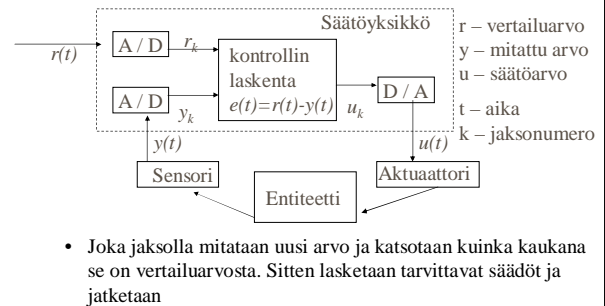 Säätöyksikkö
r – vertailuarvo
y – mitattu arvo
u – säätöarvo
t – aika
k – jaksonumero
r(t)
A / D
r_k
kontrollin
laskenta
e(t)=r(t)-y(t)
A / D
y_k
u_k
D / A
y(t)
u(t)
Sensori
Entiteetti
Aktuaattori
• Joka jaksolla mitataan uusi arvo ja katsotaan kuinka kaukana
se on vertailuarvosta. Sitten lasketaan tarvittavat säädöt ja
jatketaan